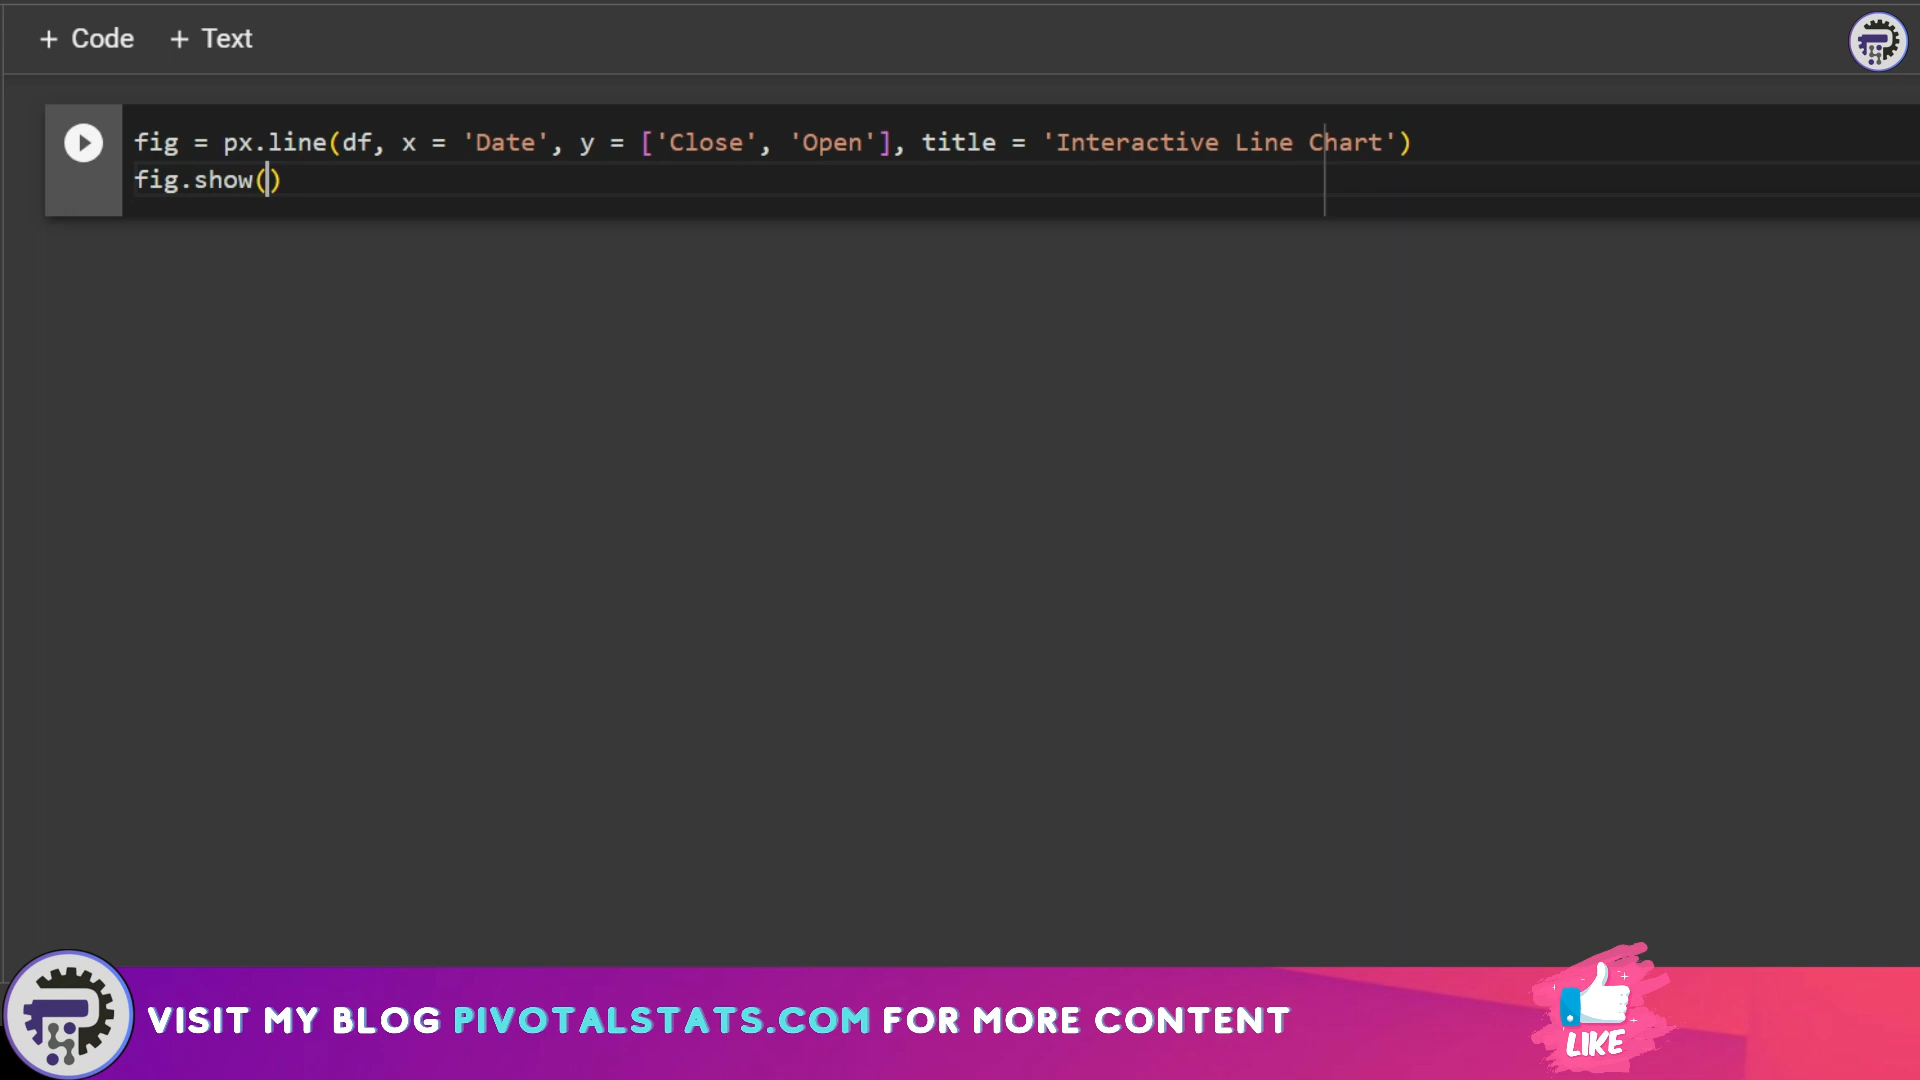 + Code + Text
fig = px.line(df, x = 'Date', y = ['Close', 'Open'], title = 'Interactive Line Chart')
fig.show()
VISIT MY BLOG PIVOTALSTATS.COM FOR MORE CONTENT
LIKE